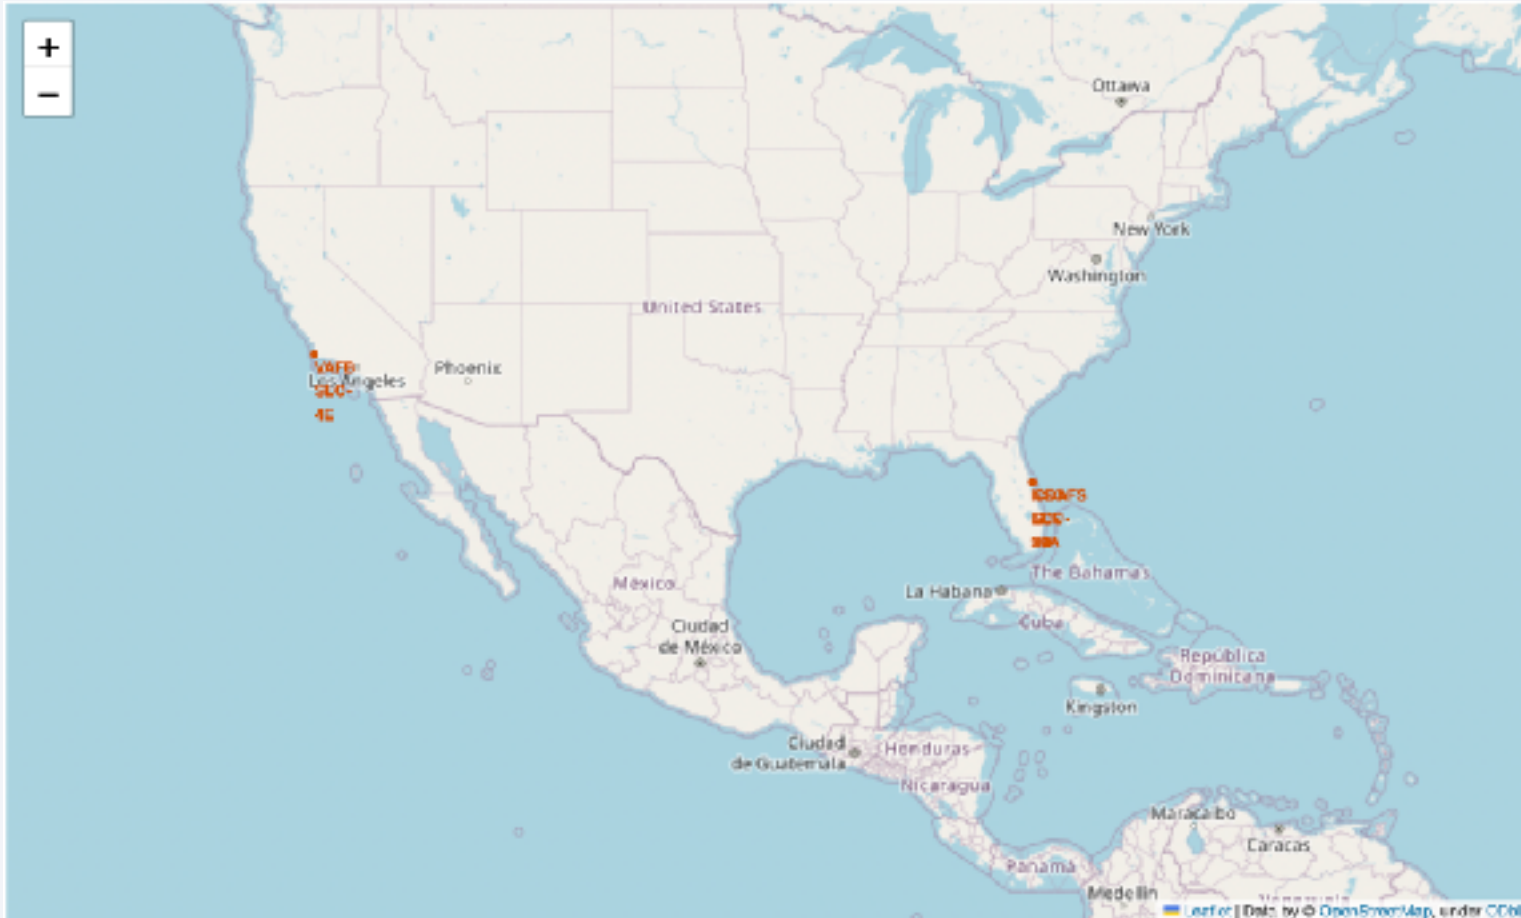 +
−
Ottawa
New York
Washington
United States
VAFB
SLC-
4E
Los Angeles
Phoenix
The Bahamas
La Habana
Cuba
México
Ciudad
de México
República
Dominicana
Kingston
Ciudad
de Guatemala
Honduras
Nicaragua
Maracaibo
Caracas
Panamá
Medellín
Leaflet | Data by © OpenStreetMap, under ODbL